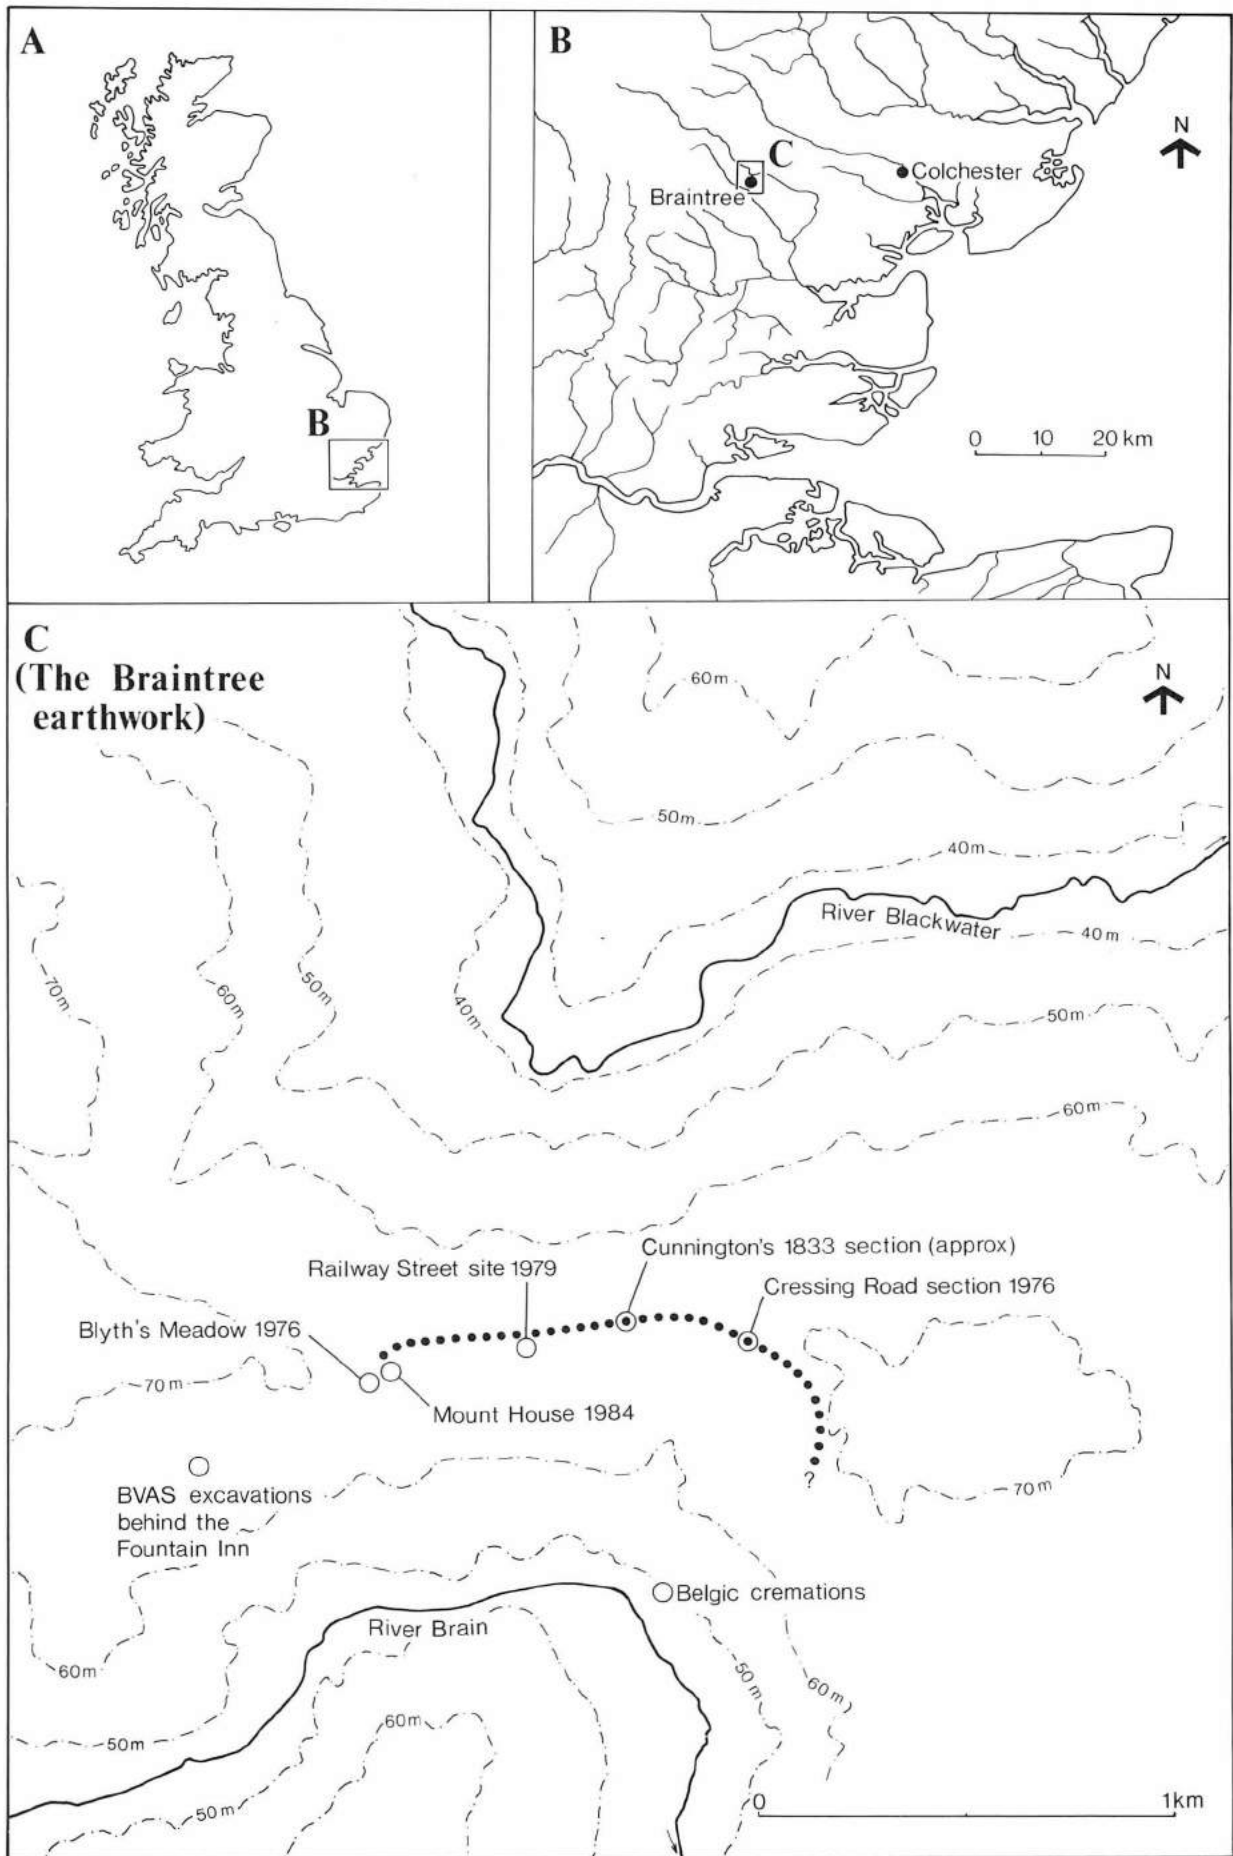 A
B
B
N
C
Colchester
Braintree
0 10 20 km
C
(The Braintree
earthwork)
N
60m
50m
40m
River Blackwater
40m
70m
60m
50m
40m
50m
60m
Cunnington's 1833 section (approx)
Railway Street site 1979
Cressing Road section 1976
Blyth's Meadow 1976
70m
Mount House 1984
?
70m
BVAS excavations
behind the
Fountain Inn
Belgic cremations
River Brain
60m
50m
60m
60m
50m
50m
0 1km